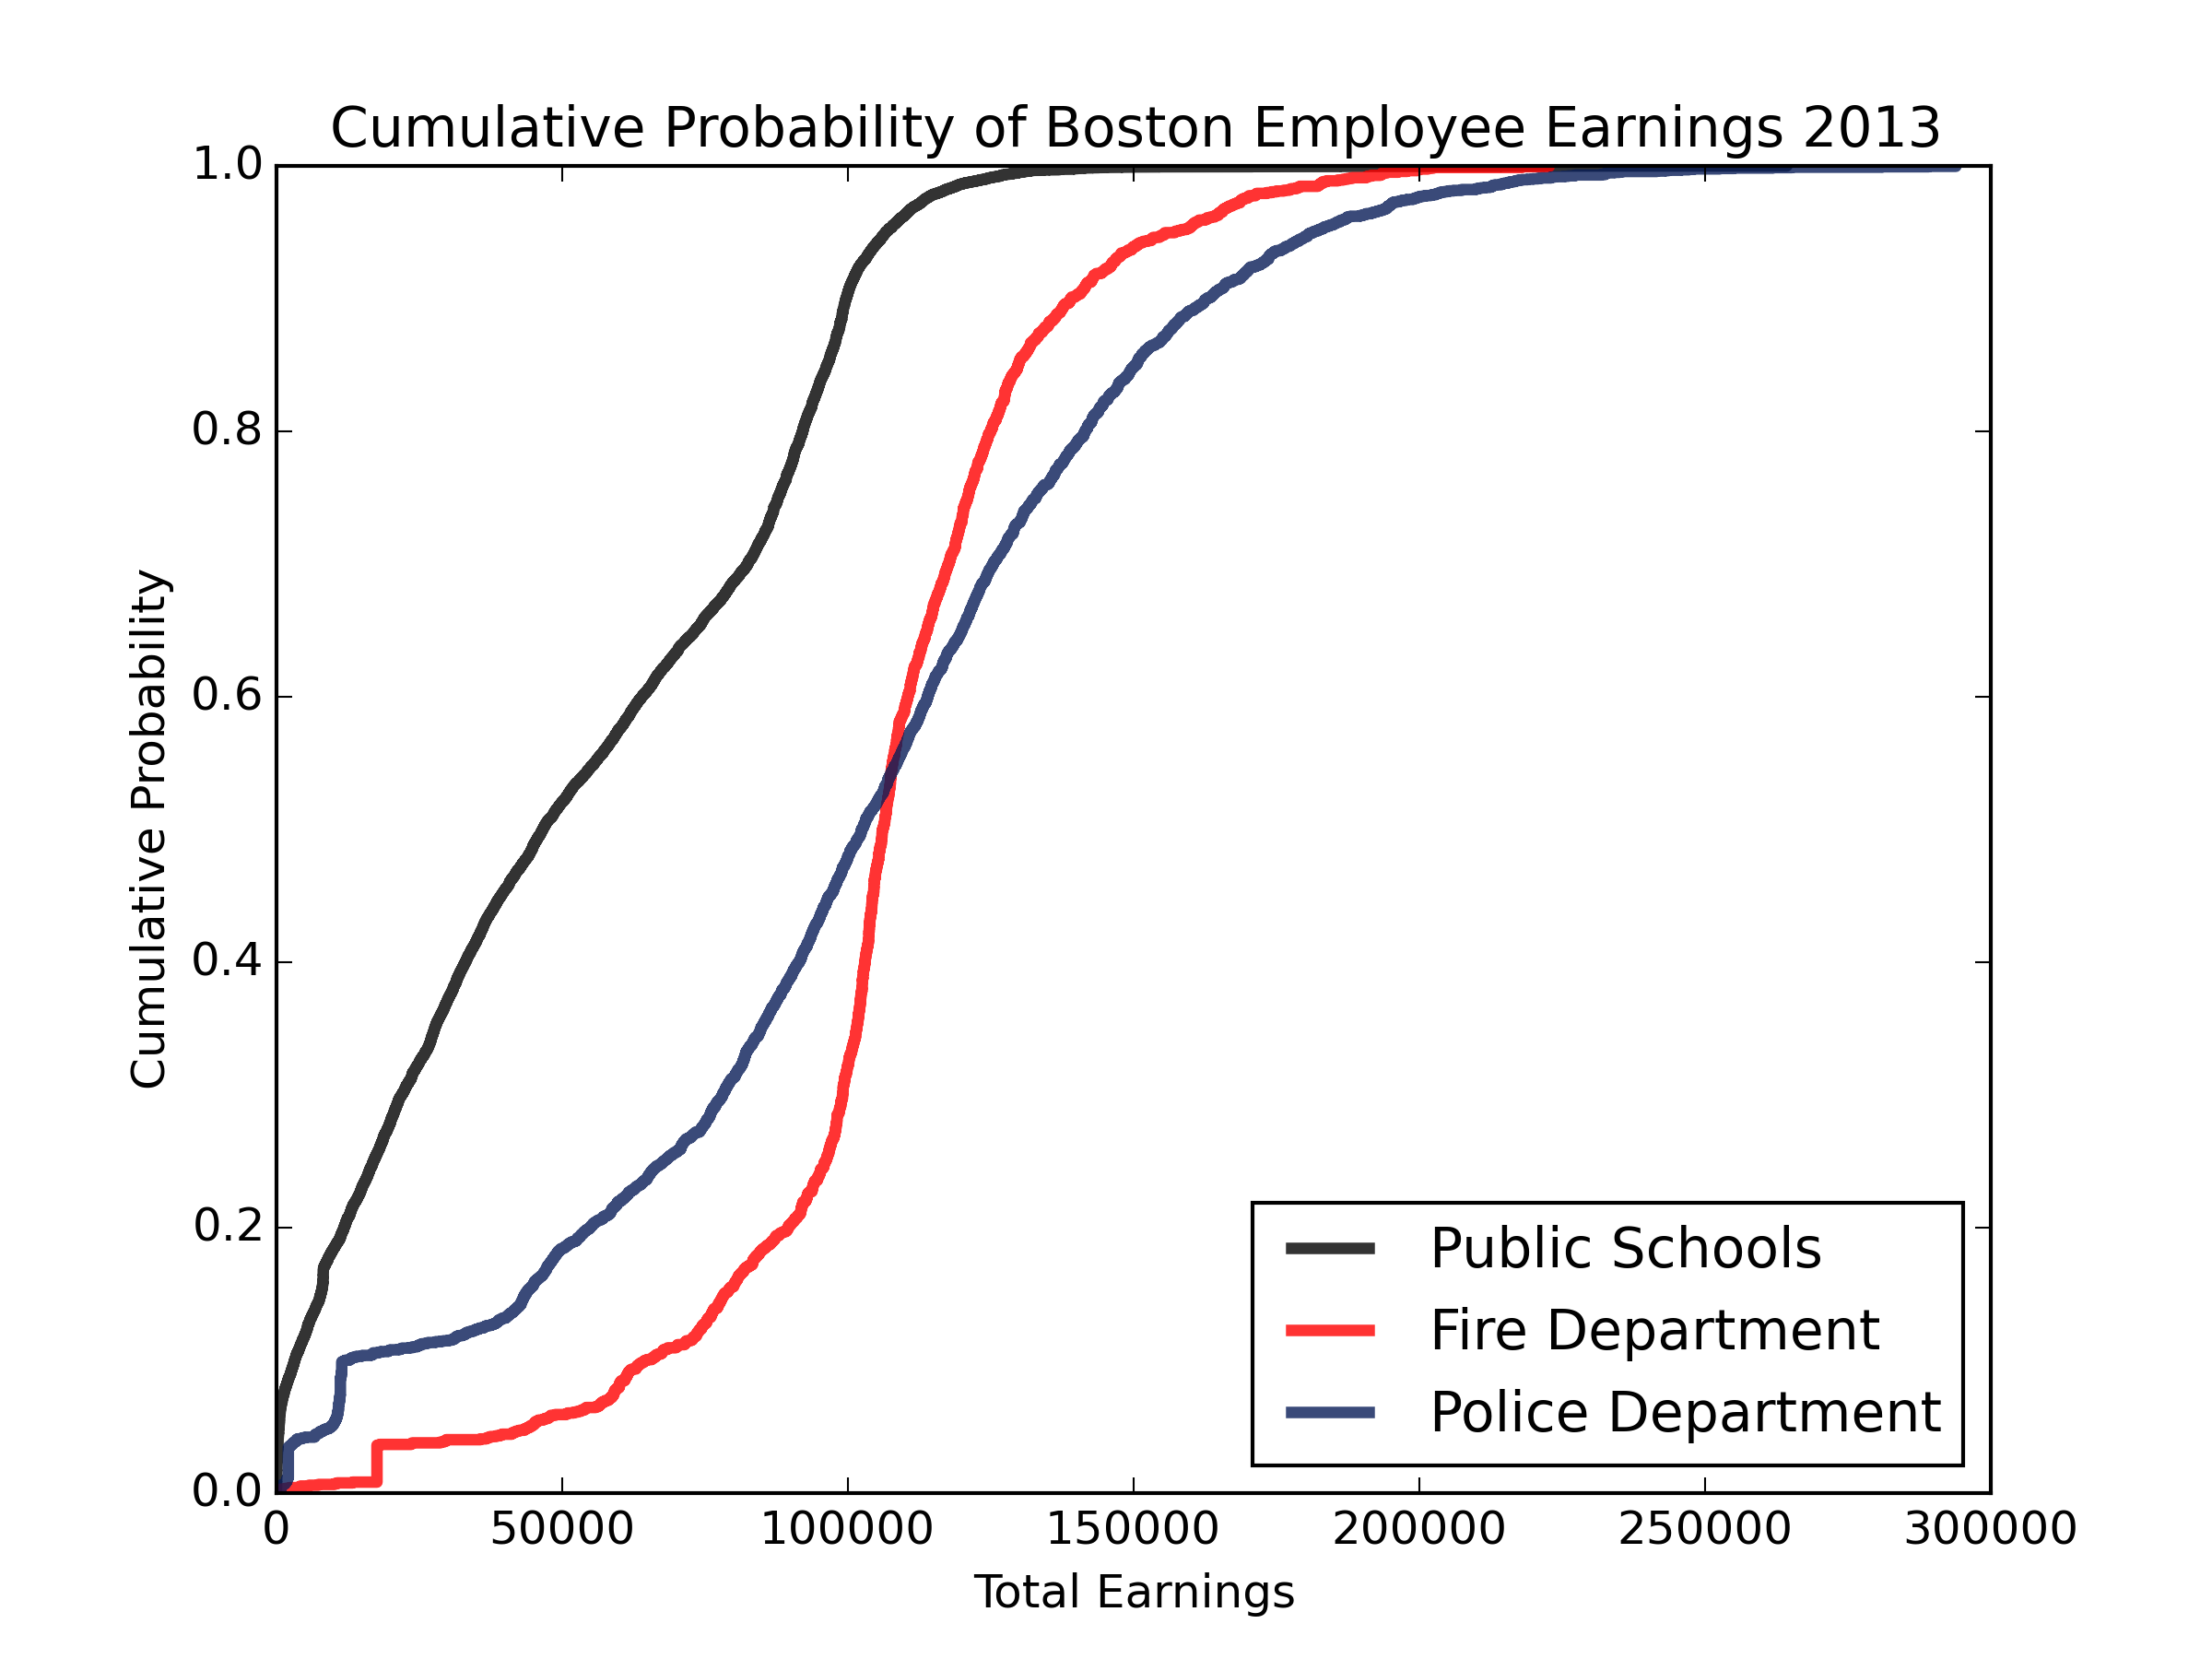 Cumulative Probability of Boston Employee Earnings 2013
1.0
0.8
0.6
0.4
0.2
0.0
Cumulative Probability
0 50000 100000 150000 200000 250000 300000
Total Earnings
Public Schools
Fire Department
Police Department